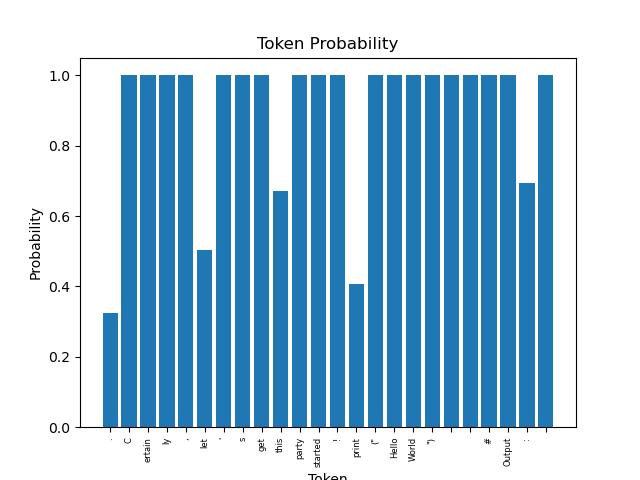 Token Probability
1.0
0.8
0.6
0.4
0.2
0.0
Probability
.
C
ertain
ly
,
let
'
s
get
this
party
started
!
print
("
Hello
World
")
#
Output
:
Token